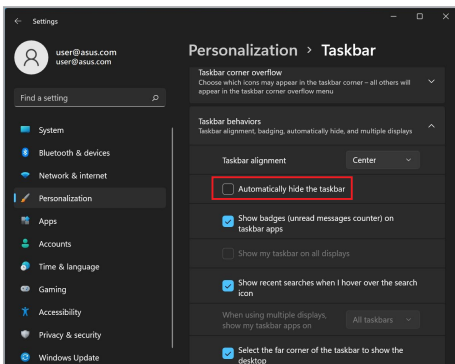 Settings
user@asus.com
user@asus.com
Find a setting
System
Bluetooth & devices
Network & internet
Personalization
Apps
Accounts
Time & language
Gaming
Accessibility
Privacy & security
Windows Update
Personalization > Taskbar
Taskbar corner overflow
Choose which icons may appear in the taskbar corner – all others will
appear in the taskbar corner overflow menu
Taskbar behaviors
Taskbar alignment, badging, automatically hide, and multiple displays
Taskbar alignment
Center
Automatically hide the taskbar
Show badges (unread messages counter) on
taskbar apps
Show my taskbar on all displays
Show recent searches when I hover over the search
icon
When using multiple displays,
show my taskbar apps on
All taskbars
Select the far corner of the taskbar to show the
desktop